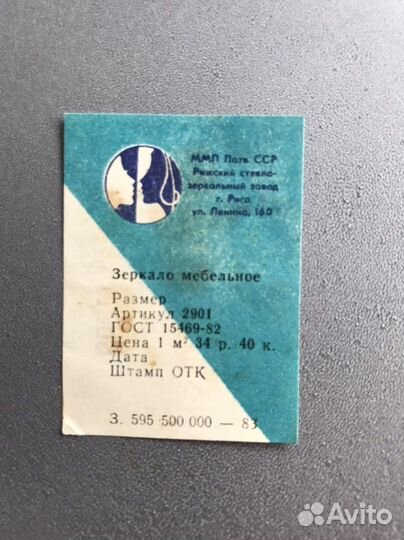 ММП Латв. ССР
Рижский стекло-
зеркальный завод
г. Рига
ул. Ленина, 160
Зеркало мебельное
Размер
Артикул 2901
ГОСТ 15469-82
Цена 1 м² 34 р. 40 к.
Дата
Штамп ОТК
З. 595 500 000 — 83
Avito